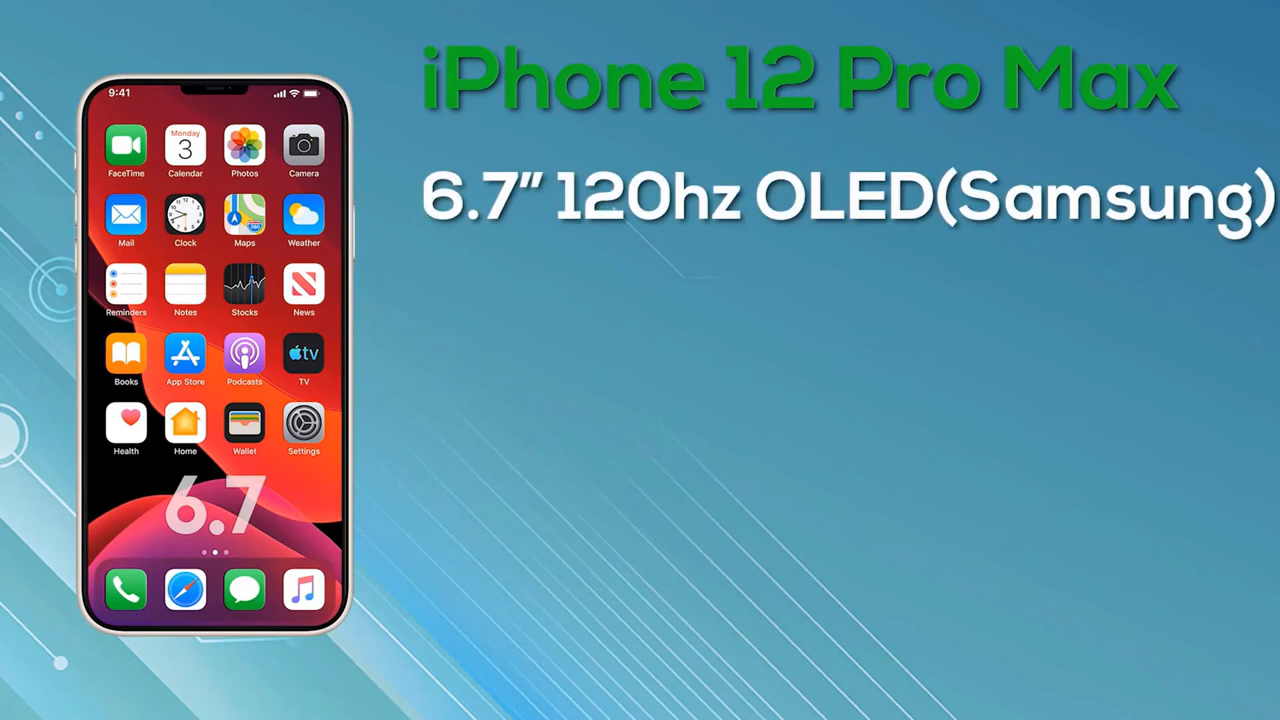 iPhone 12 Pro Max
6.7" 120hz OLED(Samsung)
9:41
Monday
3
FaceTime Calendar Photos Camera
Mail Clock Maps Weather
Reminders Notes Stocks News
tv
Books App Store Podcasts TV
Health Home Wallet Settings
6.7